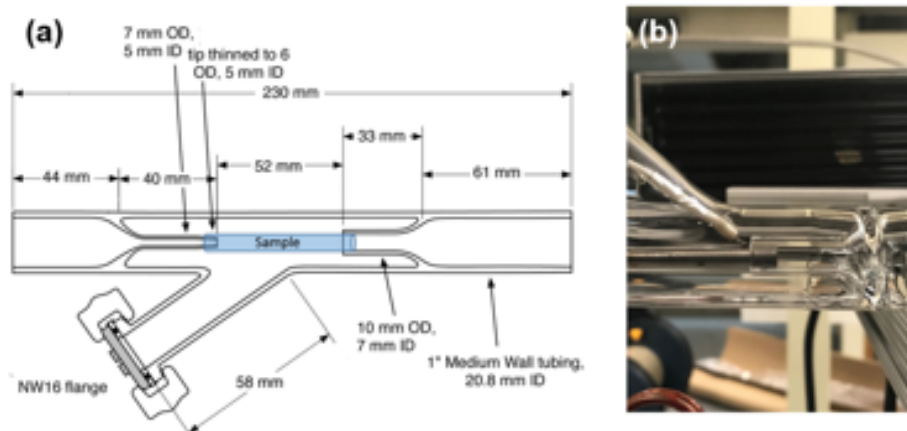 (a)
7 mm OD,
5 mm ID
tip thinned to 6
OD, 5 mm ID
230 mm
33 mm
44 mm
40 mm
52 mm
61 mm
Sample
10 mm OD,
7 mm ID
1" Medium Wall tubing,
20.8 mm ID
NW16 flange
58 mm
(b)